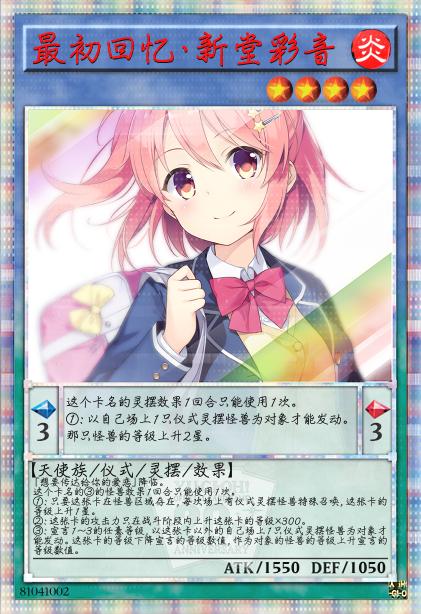 最初回忆·新堂彩音
炎
这个卡名的灵摆效果1回合只能使用1次。
①：以自己场上1只仪式灵摆怪兽为对象才能发动。
那只怪兽的等级上升2星。
3
3
【天使族/仪式/灵摆/效果】
「想要传达给你的爱恋」降临。
这个卡名的③的怪兽效果1回合只能使用1次。
①：只要这张卡在怪兽区域存在，每次场上有仪式灵摆怪兽特殊召唤，这张卡的
等级上升1星。
②：这张卡的攻击力在战斗阶段内上升这张卡的等级×300。
③：宣言1~3的任意等级，以这张卡以外的自己场上1只仪式灵摆怪兽为对象才
能发动。这张卡的等级下降宣言的等级数值，作为对象的怪兽的等级上升宣言的
等级数值。
ATK/1550 DEF/1050
81041002